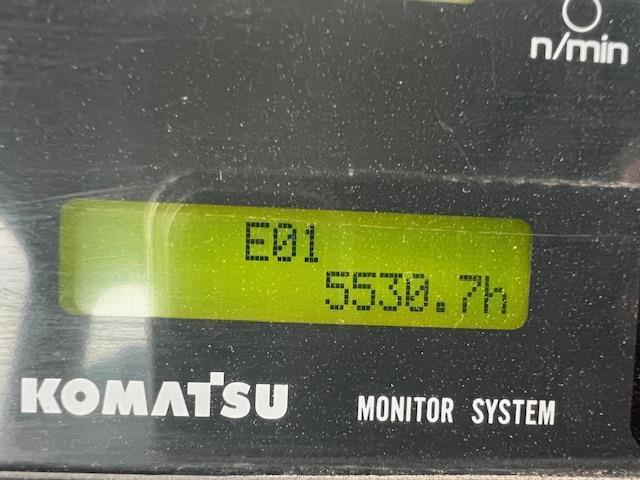 n/min
E01
5530.7h
KOMATSU
MONITOR SYSTEM